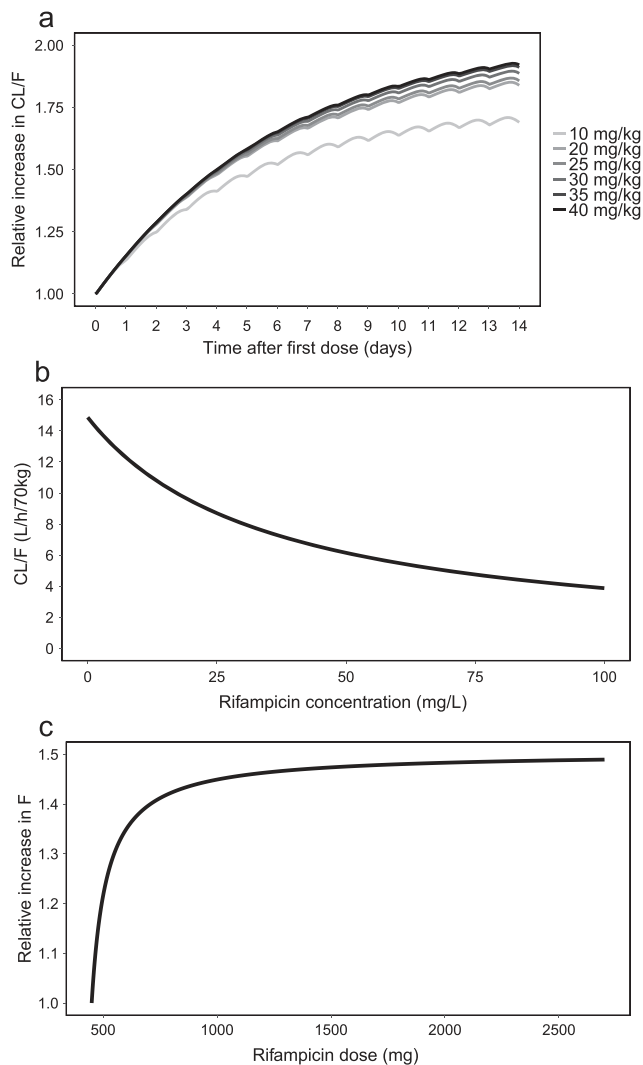 a
Relative increase in CL/F
2.00
1.75
1.50
1.25
1.00
0 1 2 3 4 5 6 7 8 9 10 11 12 13 14
Time after first dose (days)
10 mg/kg
20 mg/kg
25 mg/kg
30 mg/kg
35 mg/kg
40 mg/kg
b
CL/F (L/h/70kg)
16
14
12
10
8
6
4
2
0
0 25 50 75 100
Rifampicin concentration (mg/L)
c
Relative increase in F
1.5
1.4
1.3
1.2
1.1
1.0
500 1000 1500 2000 2500
Rifampicin dose (mg)